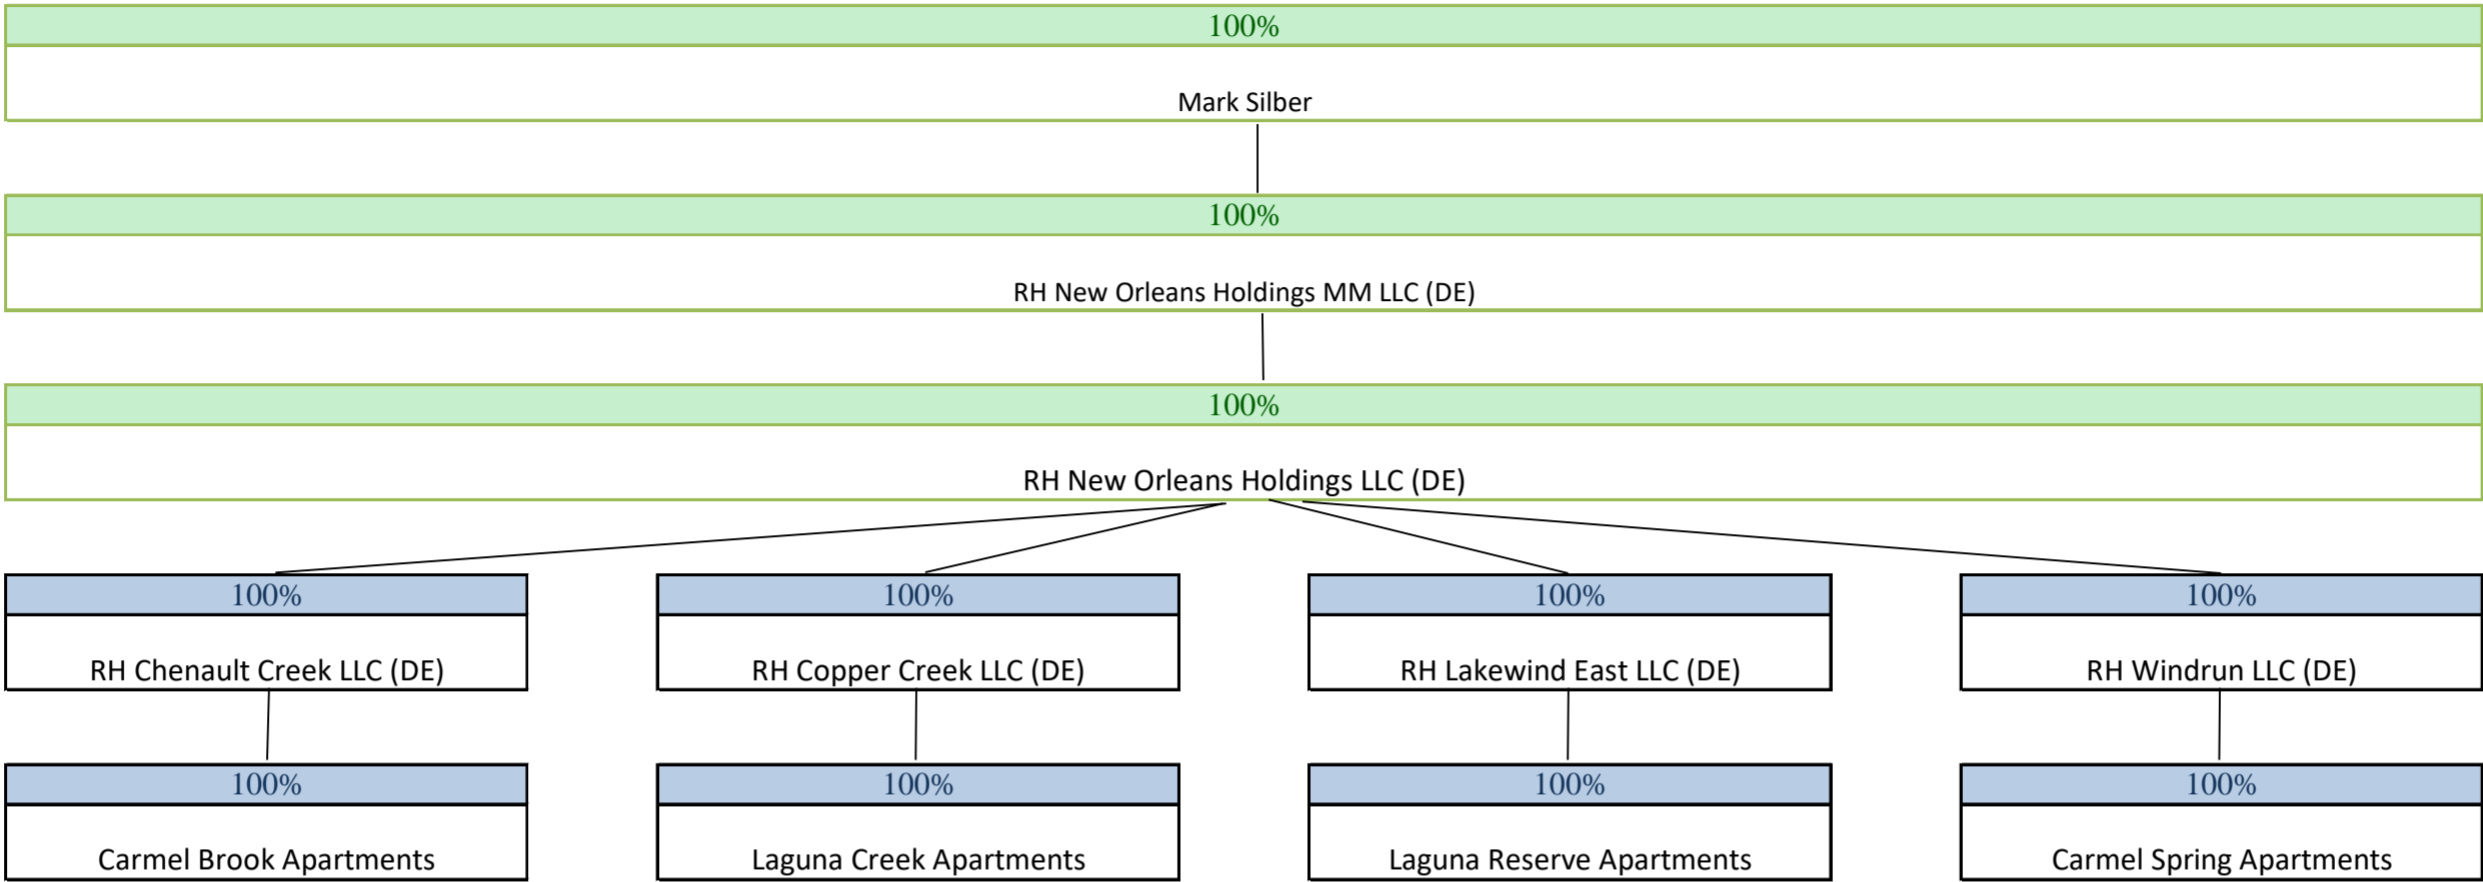 100%
Mark Silber
100%
RH New Orleans Holdings MM LLC (DE)
100%
RH New Orleans Holdings LLC (DE)
100%
100%
100%
100%
RH Chenault Creek LLC (DE)
RH Copper Creek LLC (DE)
RH Lakewind East LLC (DE)
RH Windrun LLC (DE)
100%
100%
100%
100%
Carmel Brook Apartments
Laguna Creek Apartments
Laguna Reserve Apartments
Carmel Spring Apartments